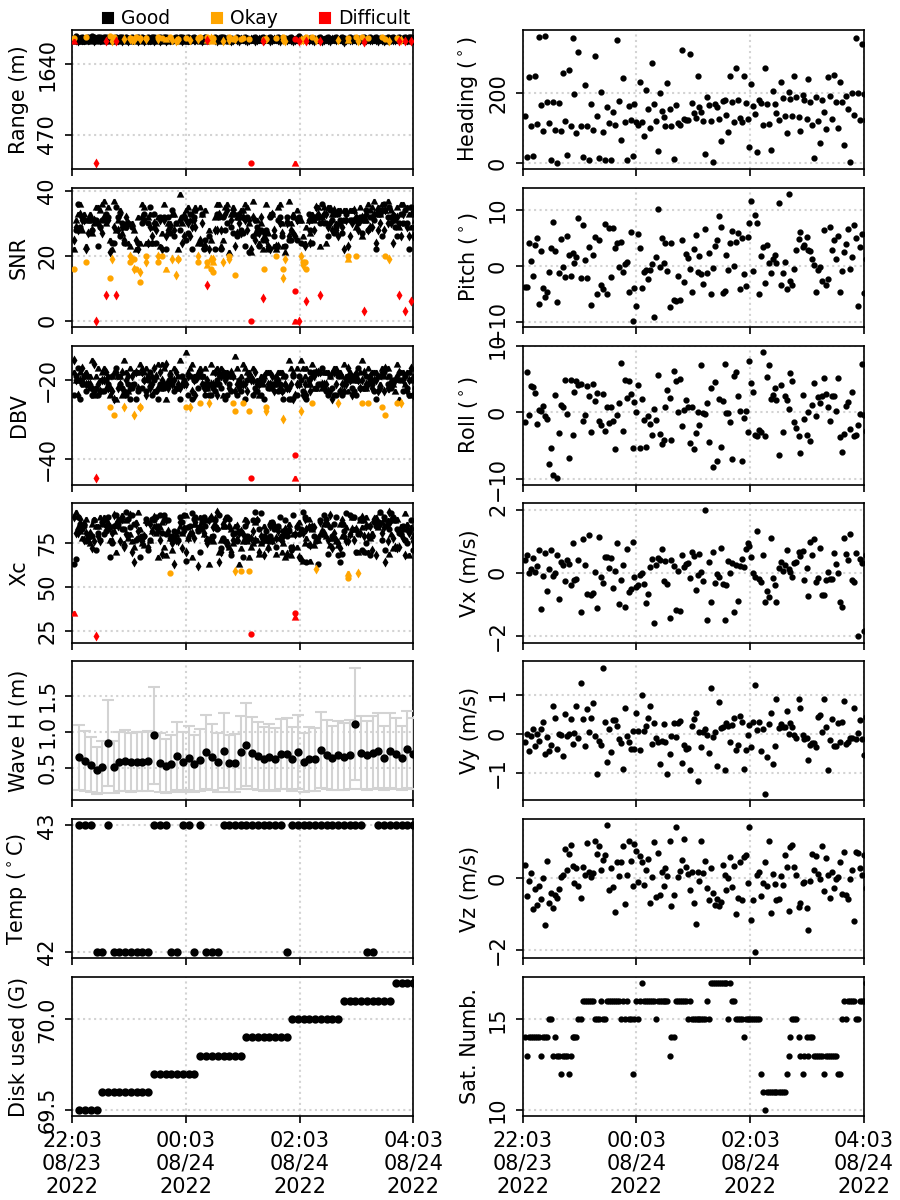 Good Okay Difficult
Range (m)
1640
470
Heading (°)
200
0
SNR
40
20
0
Pitch (°)
10
0
−10
DBV
−20
−40
Roll (°)
10
0
−10
Xc
75
50
25
Vx (m/s)
2
0
−2
Wave H (m)
1.5
1.0
0.5
Vy (m/s)
1
0
−1
Temp (°C)
43
42
Vz (m/s)
0
−2
Disk used (G)
70.0
69.5
Sat. Numb.
15
10
22:03 00:03 02:03 04:03
08/23 08/24 08/24 08/24
2022 2022 2022 2022
22:03 00:03 02:03 04:03
08/23 08/24 08/24 08/24
2022 2022 2022 2022